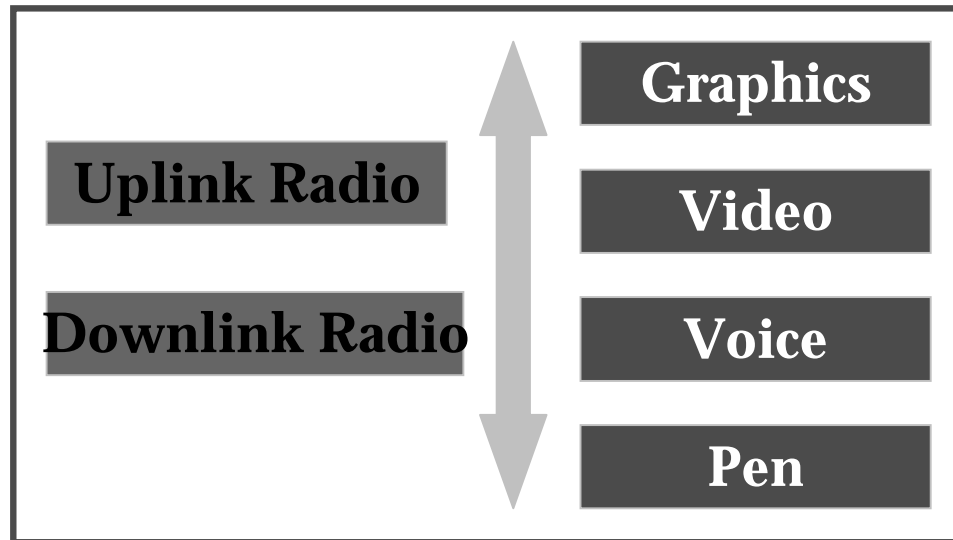 Uplink Radio
Downlink Radio
Graphics
Video
Voice
Pen